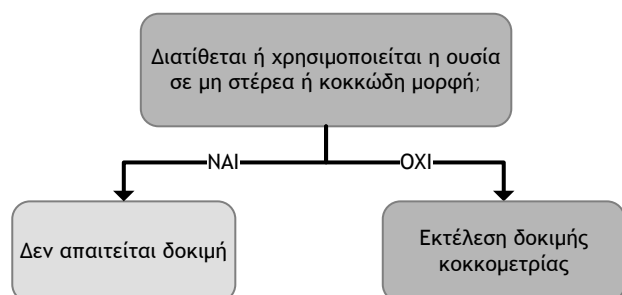 Διατίθεται ή χρησιμοποιείται η ουσία
σε μη στέρεα ή κοκκώδη μορφή;
ΝΑΙ
ΟΧΙ
Δεν απαιτείται δοκιμή
Εκτέλεση δοκιμής
κοκκομετρίας